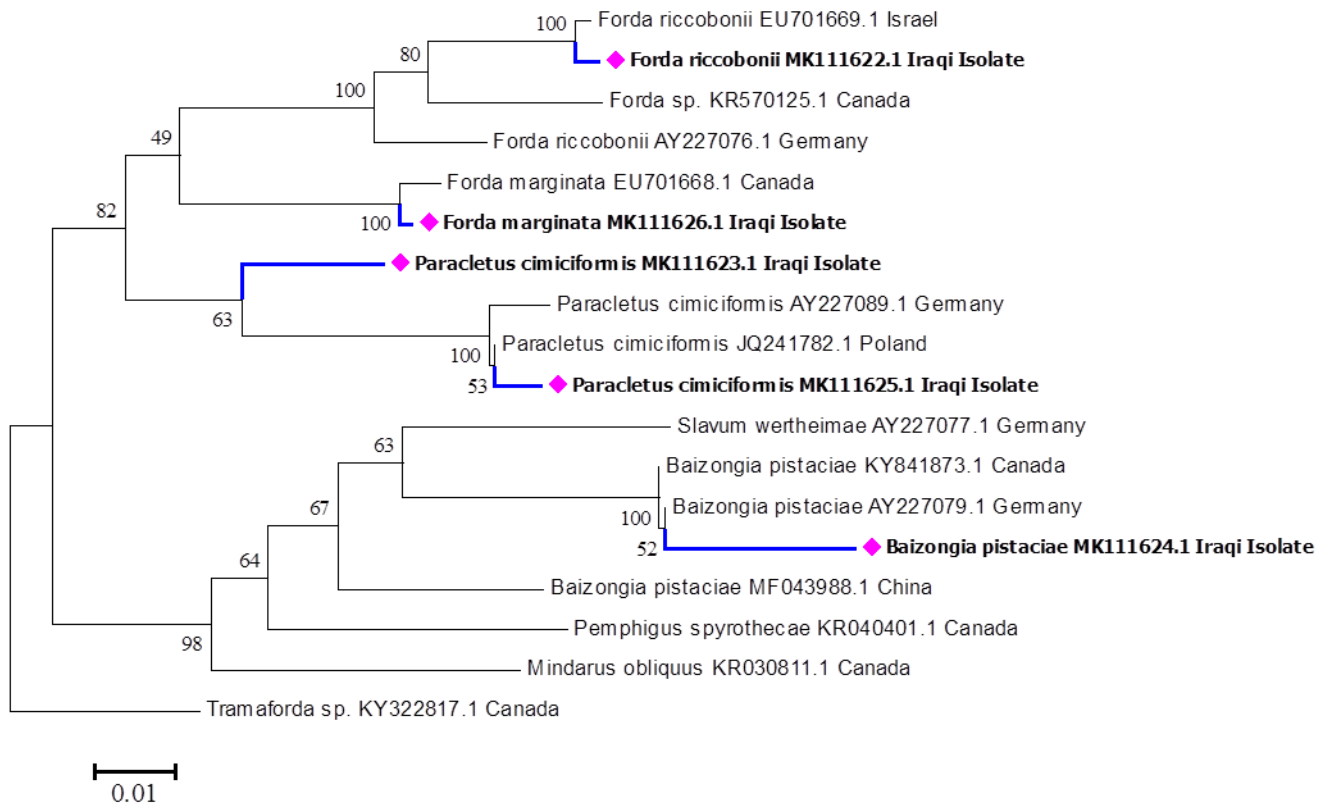 100
Forda riccobonii EU701669.1 Israel
80
Forda riccobonii MK111622.1 Iraqi Isolate
100
Forda sp. KR570125.1 Canada
49
Forda riccobonii AY227076.1 Germany
Forda marginata EU701668.1 Canada
82
100
Forda marginata MK111626.1 Iraqi Isolate
Paracletus cimiciformis MK111623.1 Iraqi Isolate
63
Paracletus cimiciformis AY227089.1 Germany
Paracletus cimiciformis JQ241782.1 Poland
100
53
Paracletus cimiciformis MK111625.1 Iraqi Isolate
Slavum wertheimae AY227077.1 Germany
63
Baizongia pistaciae KY841873.1 Canada
67
Baizongia pistaciae AY227079.1 Germany
100
52
Baizongia pistaciae MK111624.1 Iraqi Isolate
64
Baizongia pistaciae MF043988.1 China
Pemphigus spyrothecae KR040401.1 Canada
98
Mindarus obliquus KR030811.1 Canada
Tramaforda sp. KY322817.1 Canada
0.01